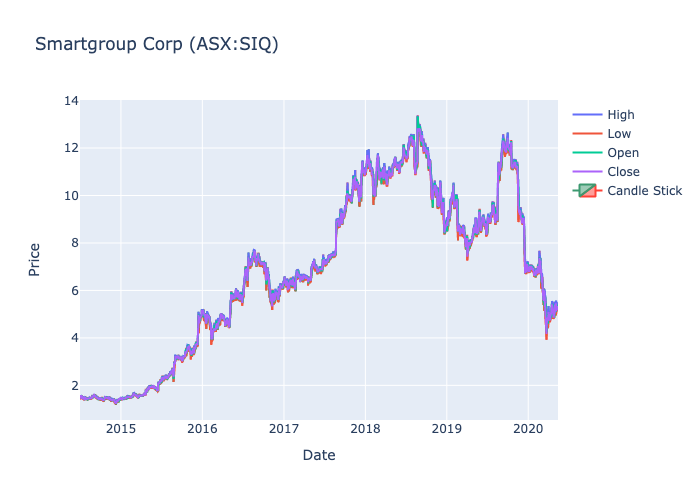 Smartgroup Corp (ASX:SIQ)
14
12
10
8
6
4
2
Price
2015
2016
2017
2018
2019
2020
Date
High
Low
Open
Close
Candle Stick